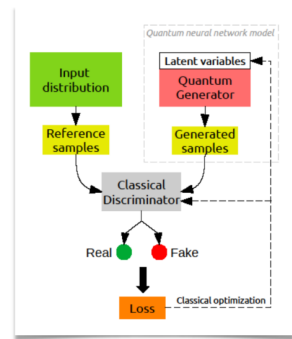 Quantum neural network model
Input
distribution
Latent variables
Quantum
Generator
Reference
samples
Generated
samples
Classical
Discriminator
Real
Fake
Loss
Classical optimization